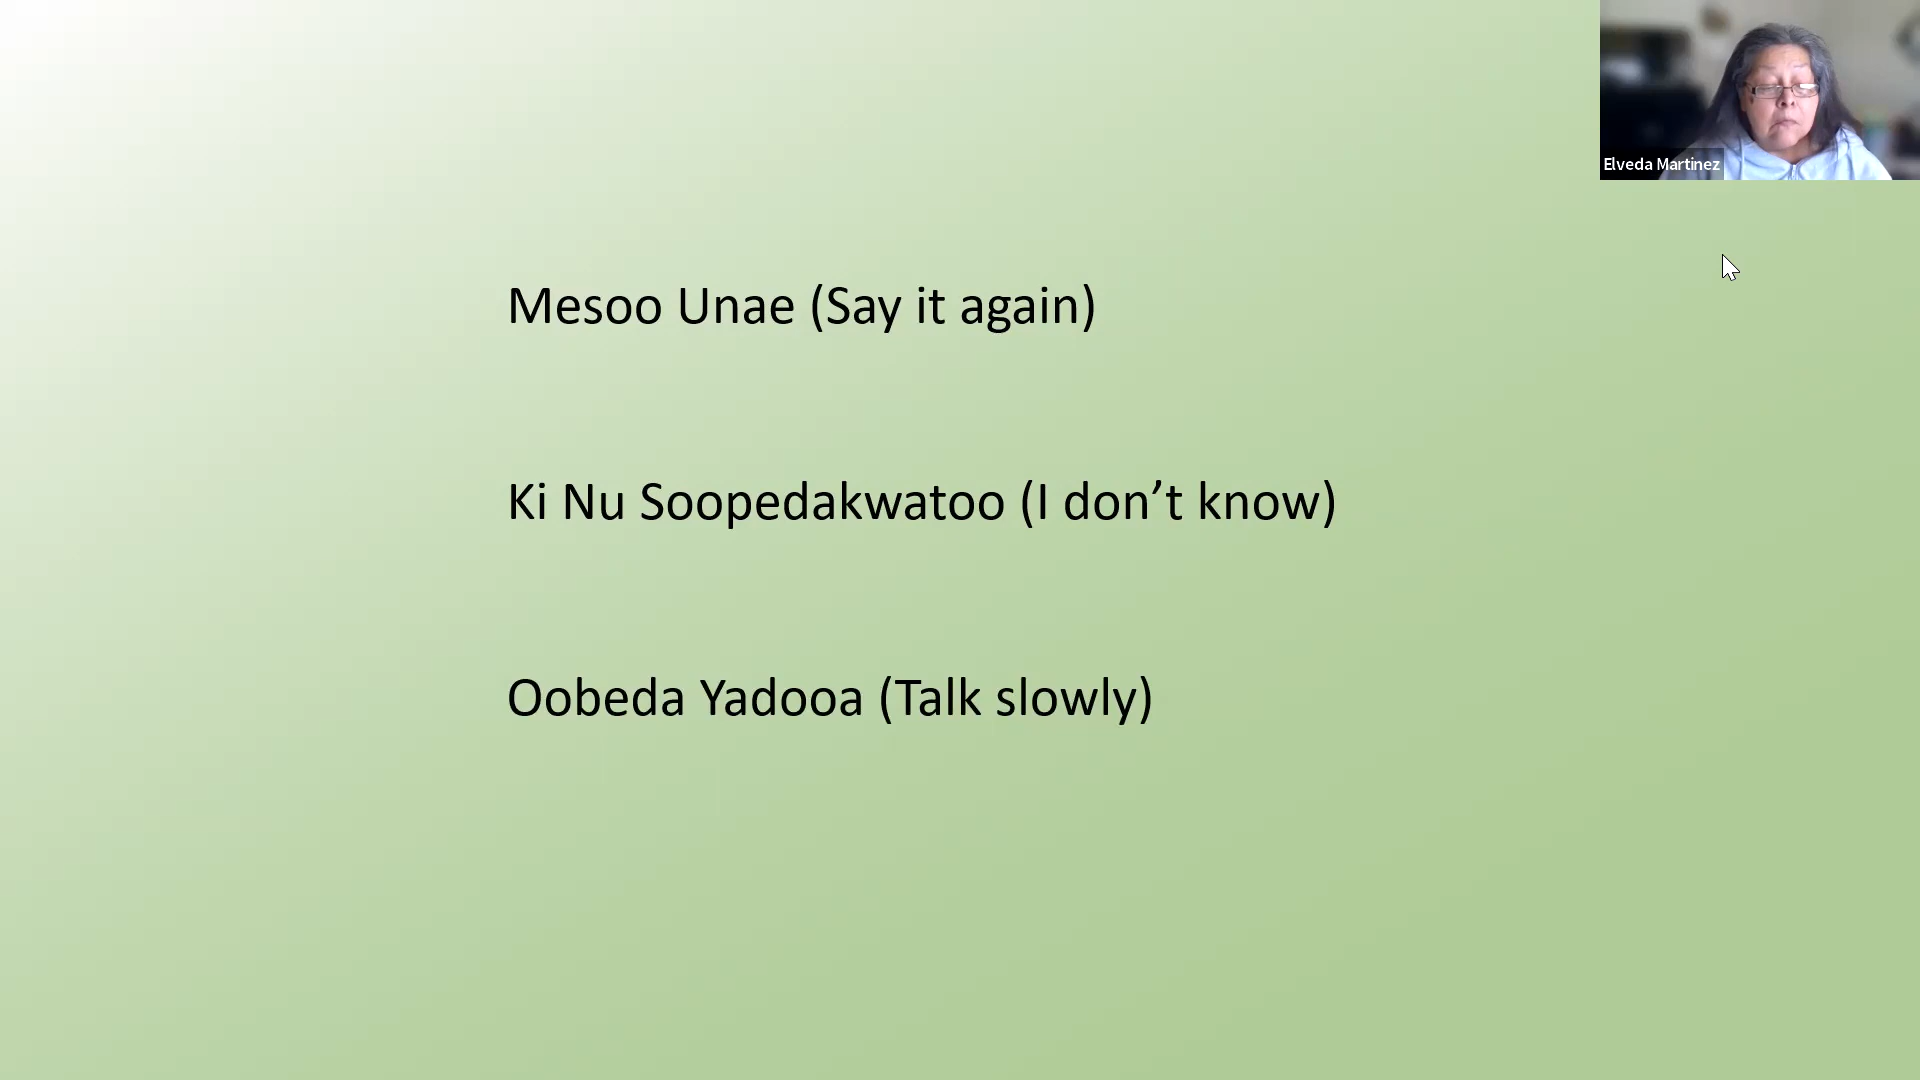 Elveda Martinez
Mesoo Unae (Say it again)
Ki Nu Soopedakwatoo (I don’t know)
Oobeda Yadooa (Talk slowly)